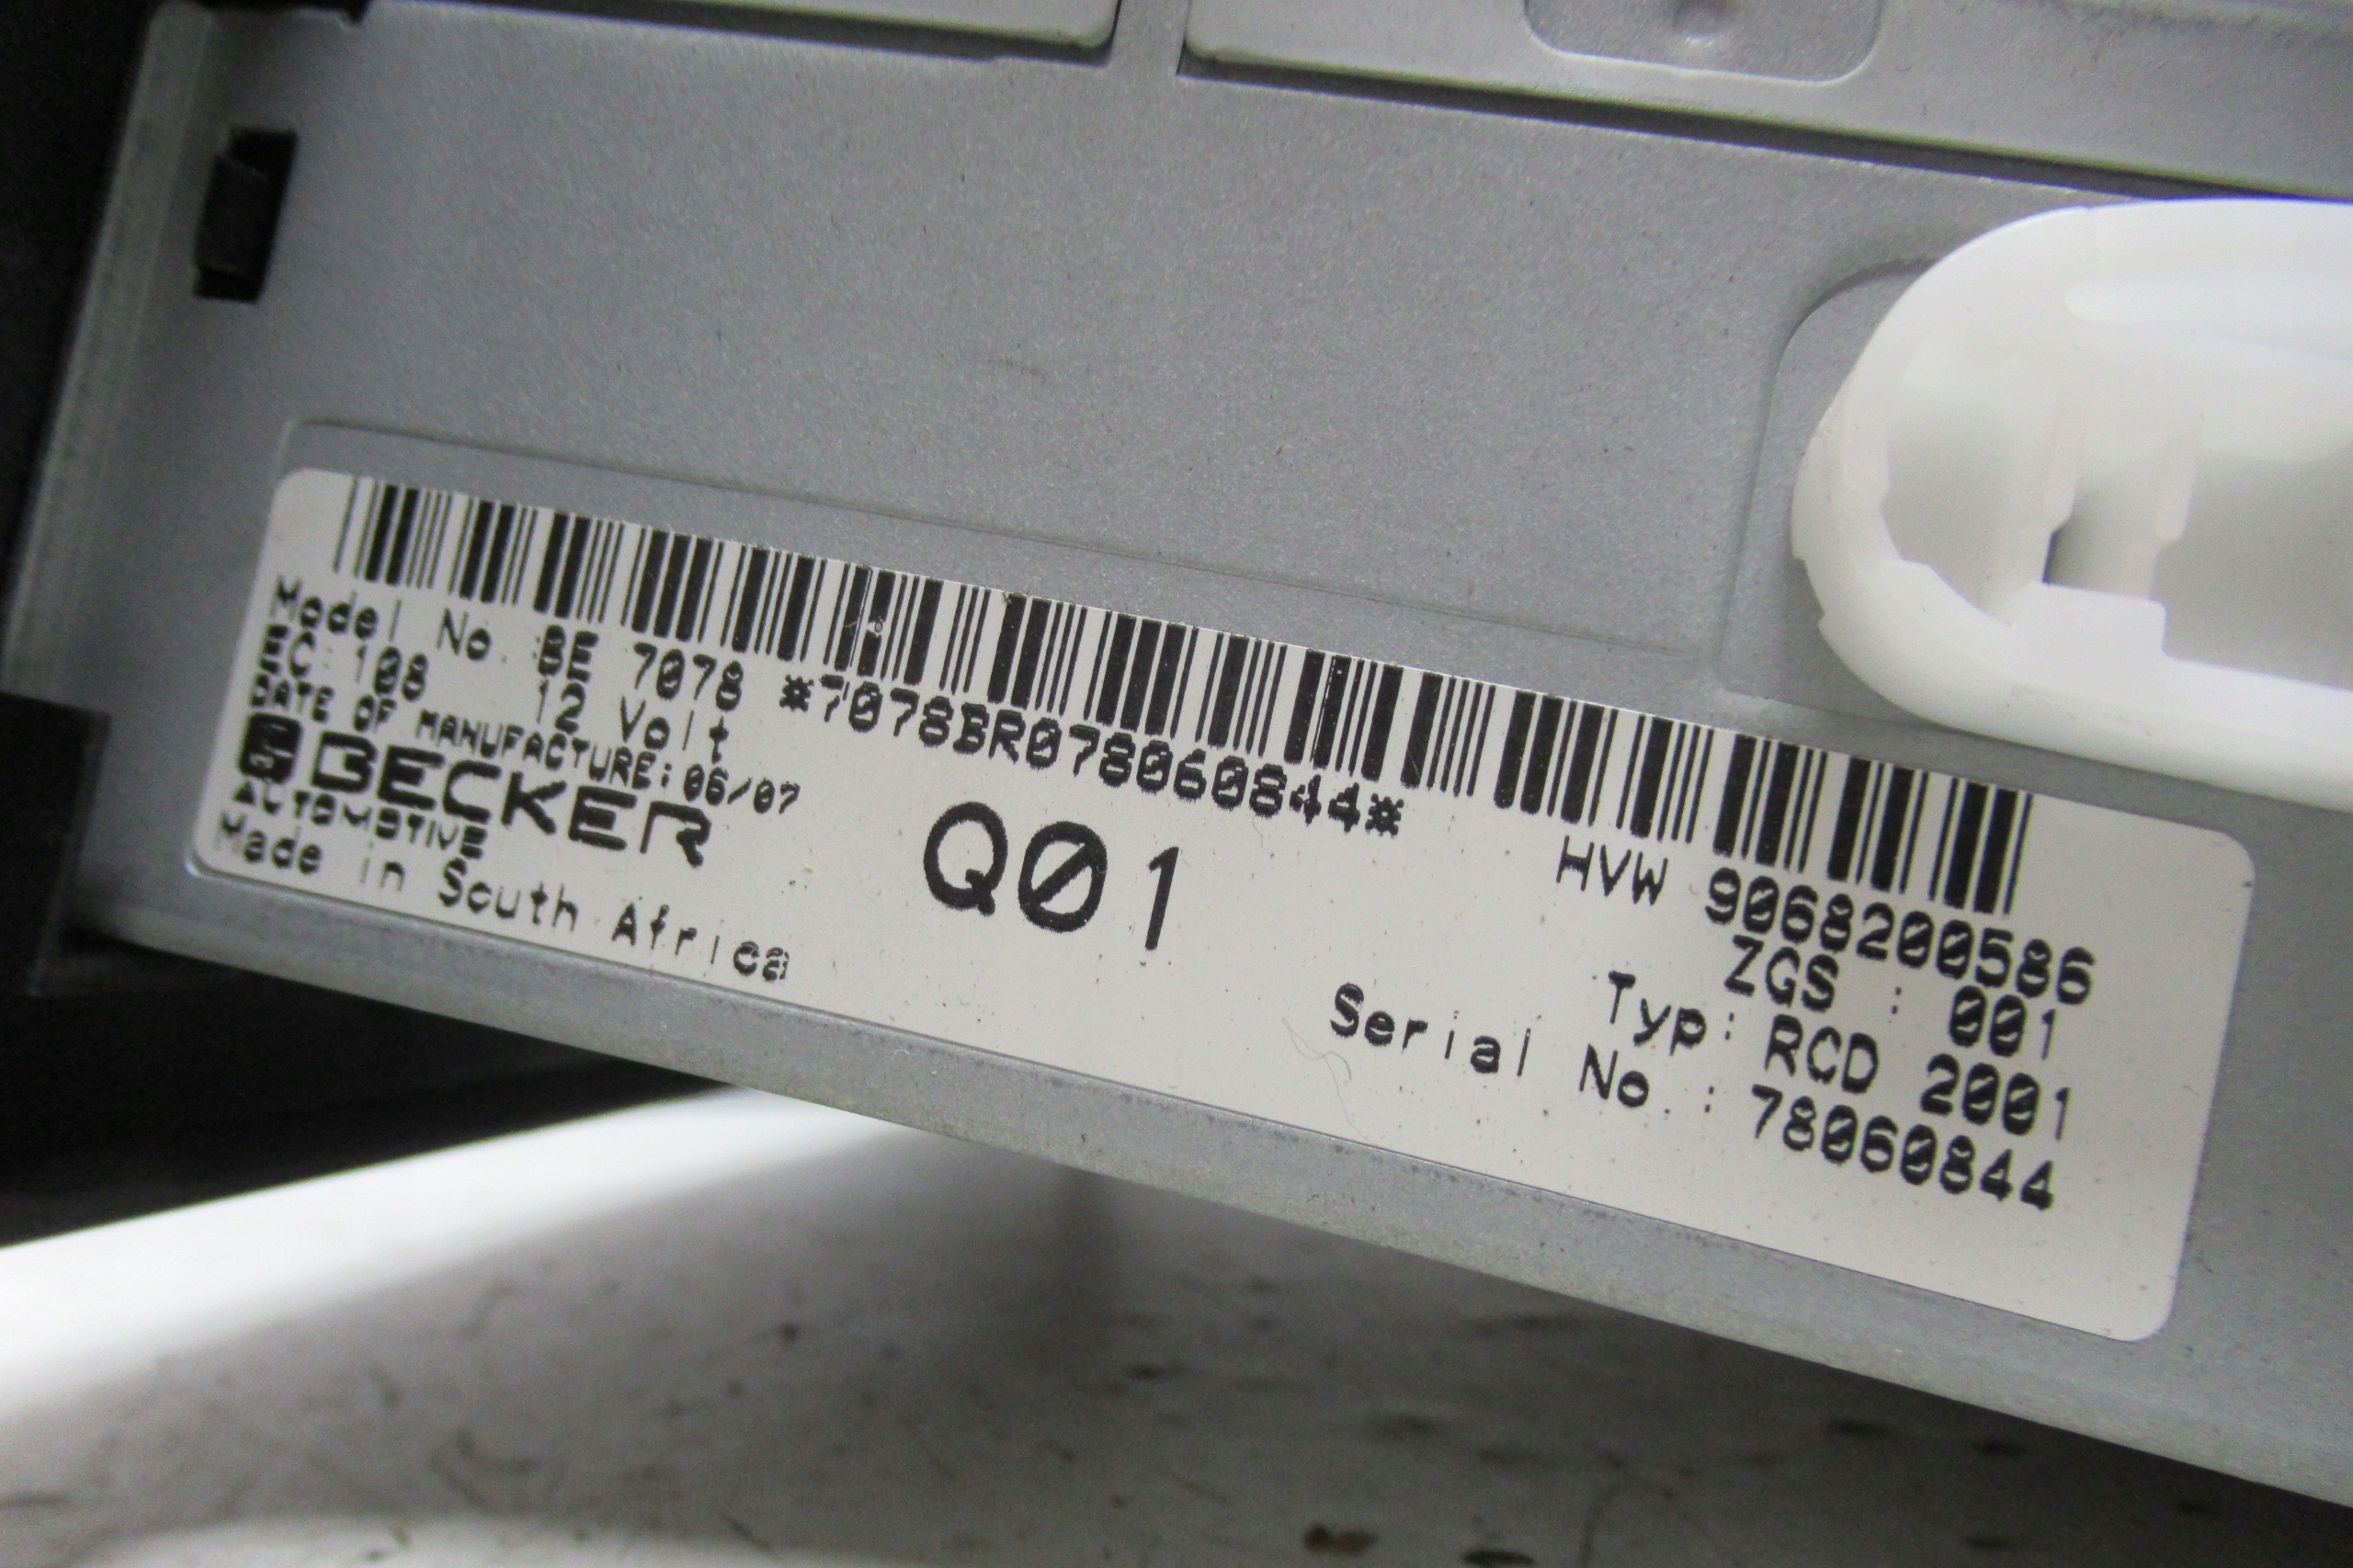 Model No. BE 7078
EC 108 12 Volt
DATE OF MANUFACTURE: 06/07
BECKER
AUTOMOTIVE
Made in South Africa
*7078BR078060844*
Q01
HVW 9068200586
ZGS : 001
Typ: RCD 2001
Serial No.: 78060844